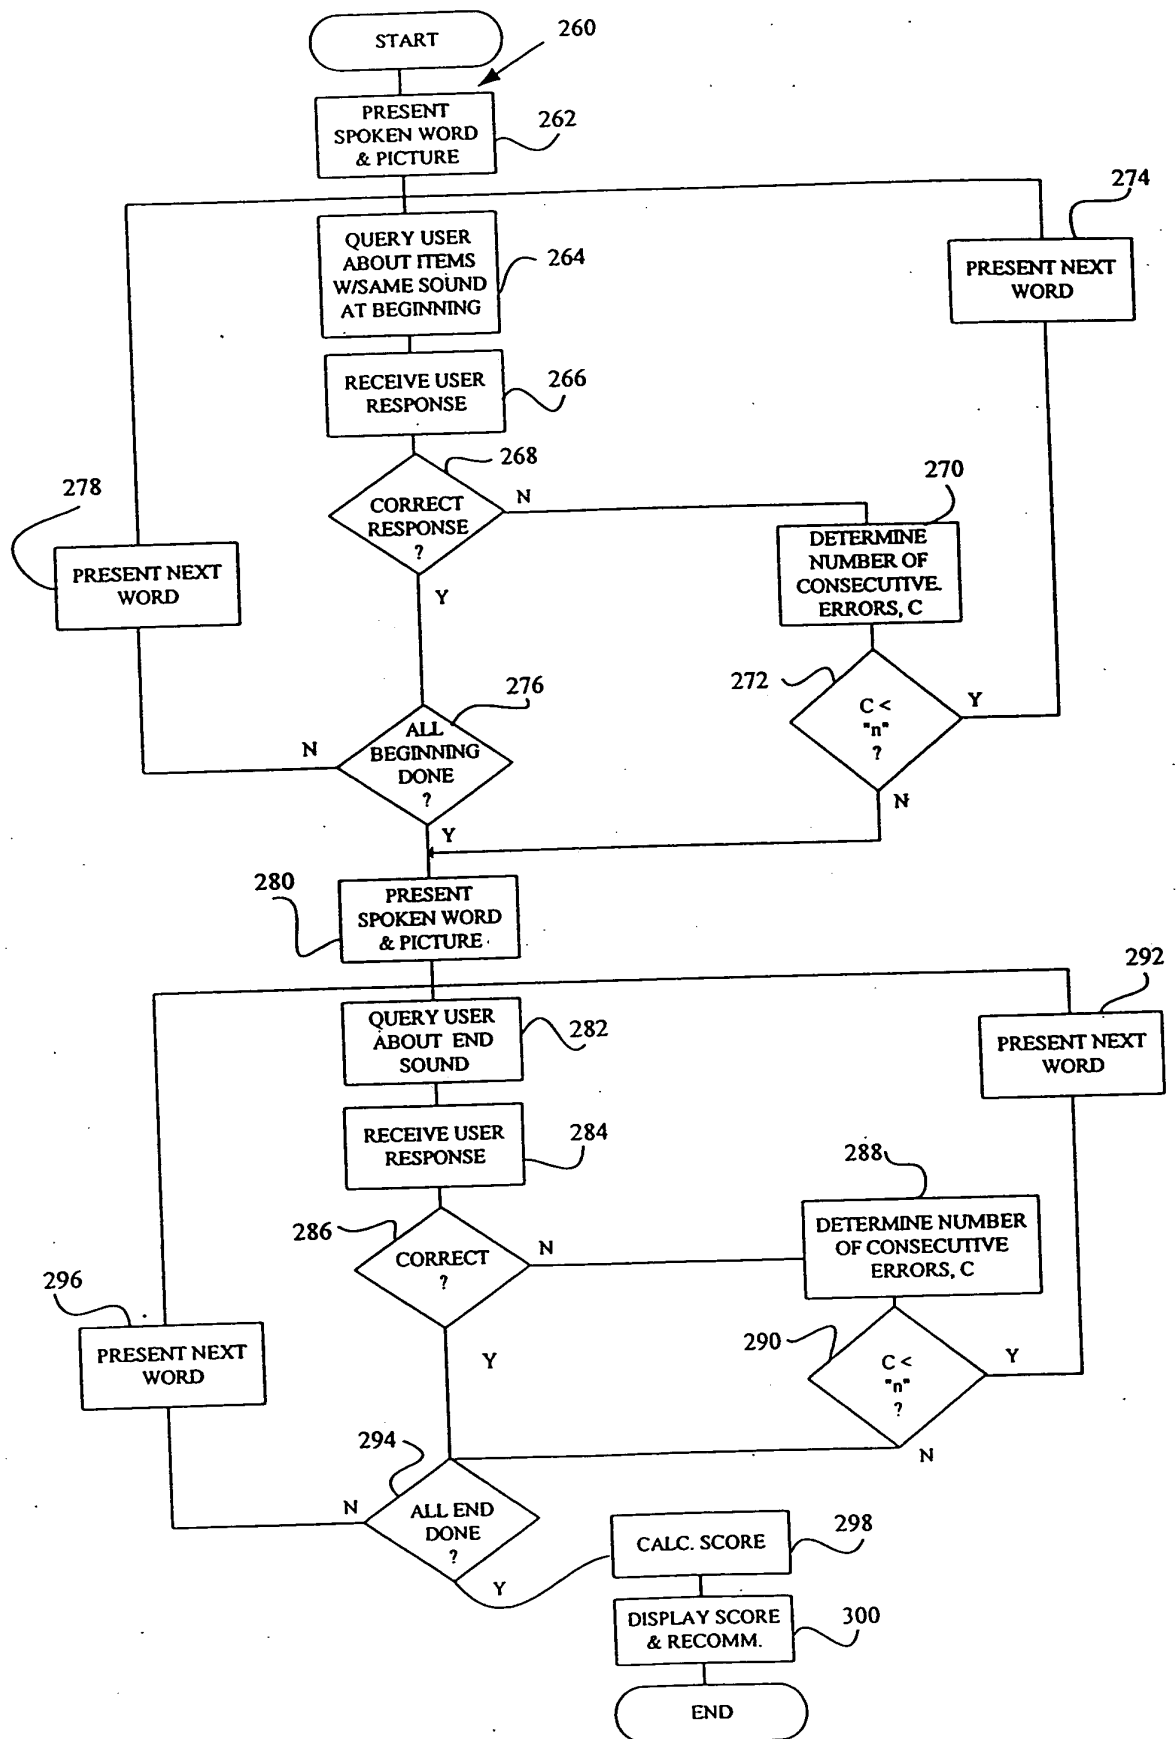 START
260
PRESENT
SPOKEN WORD
& PICTURE
262
274
QUERY USER
ABOUT ITEMS
W/SAME SOUND
AT BEGINNING
264
PRESENT NEXT
WORD
RECEIVE USER
RESPONSE
266
268
CORRECT
RESPONSE
?
N
Y
270
DETERMINE
NUMBER OF
CONSECUTIVE.
ERRORS, C
278
PRESENT NEXT
WORD
272
C <
"n"
?
Y
N
276
ALL
BEGINNING
DONE
?
N
Y
280
PRESENT
SPOKEN WORD
& PICTURE
292
QUERY USER
ABOUT END
SOUND
282
PRESENT NEXT
WORD
RECEIVE USER
RESPONSE
284
286
CORRECT
?
N
Y
288
DETERMINE NUMBER
OF CONSECUTIVE
ERRORS, C
296
PRESENT NEXT
WORD
290
C <
"n"
?
Y
N
294
ALL END
DONE
?
N
Y
CALC. SCORE
298
DISPLAY SCORE
& RECOMM.
300
END